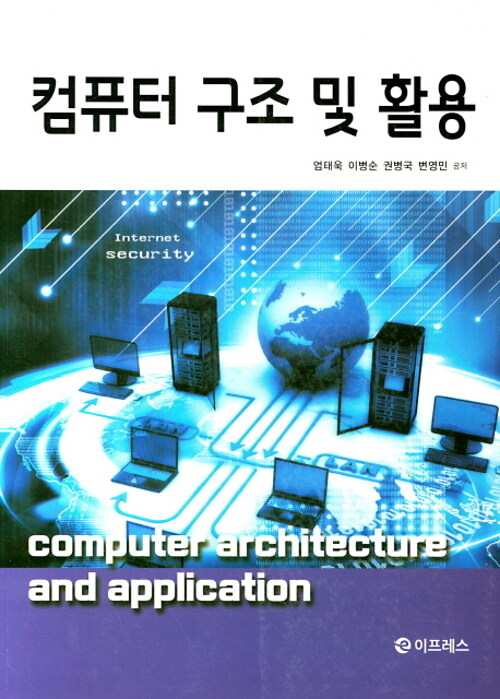 컴퓨터 구조 및 활용
엄태욱 이병순 권병국 변영민 공저
Internet
security
computer architecture
and application
e 이프레스